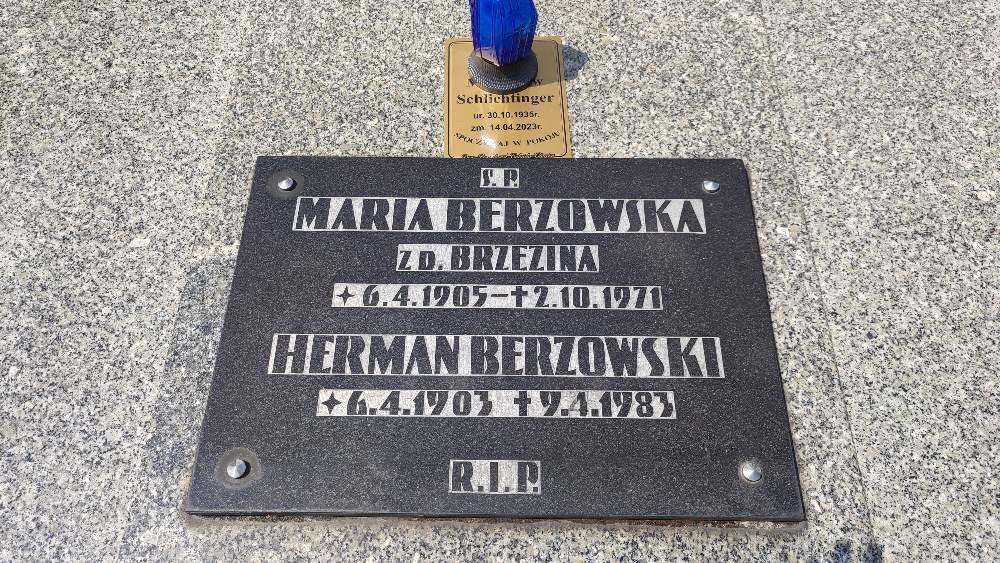 Schlichtinger
ur. 30.10.1935r.
zm. 14.04.2023r.
W POKOJU
Ś. P.
MARIA BERZOWSKA
Z D. BRZEZINA
✦ 6.4.1905 – ✝ 2.10.1971
HERMAN BERZOWSKI
✦ 6.4.1903 ✝ 9.4.1983
R.I.P.